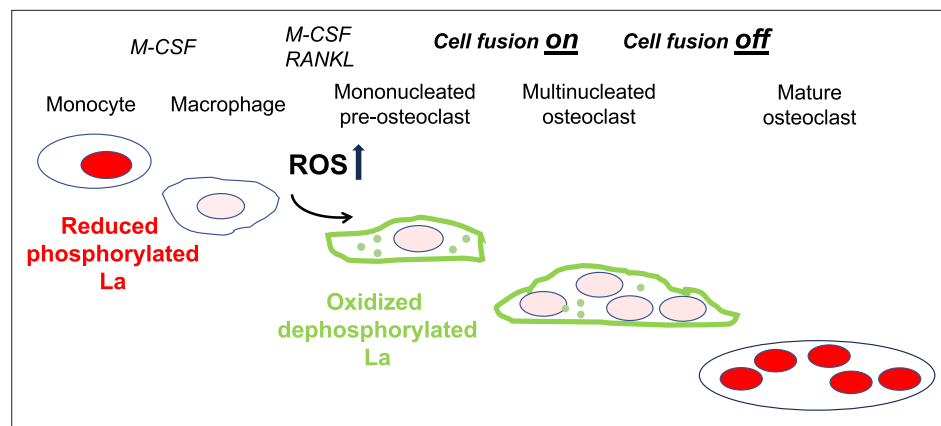 M-CSF
M-CSF
RANKL
Cell fusion on
Cell fusion off
Monocyte
Macrophage
Mononucleated
pre-osteoclast
Multinucleated
osteoclast
Mature
osteoclast
ROS
Reduced
phosphorylated
La
Oxidized
dephosphorylated
La